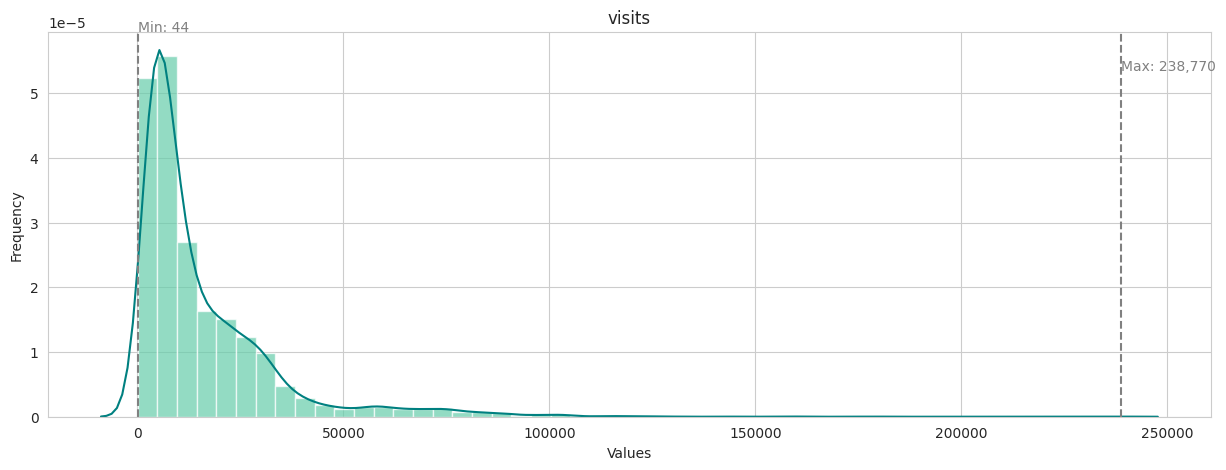 visits
1e−5
Min: 44
Max: 238,770
5
4
3
2
1
0
Frequency
0
50000
100000
150000
200000
250000
Values